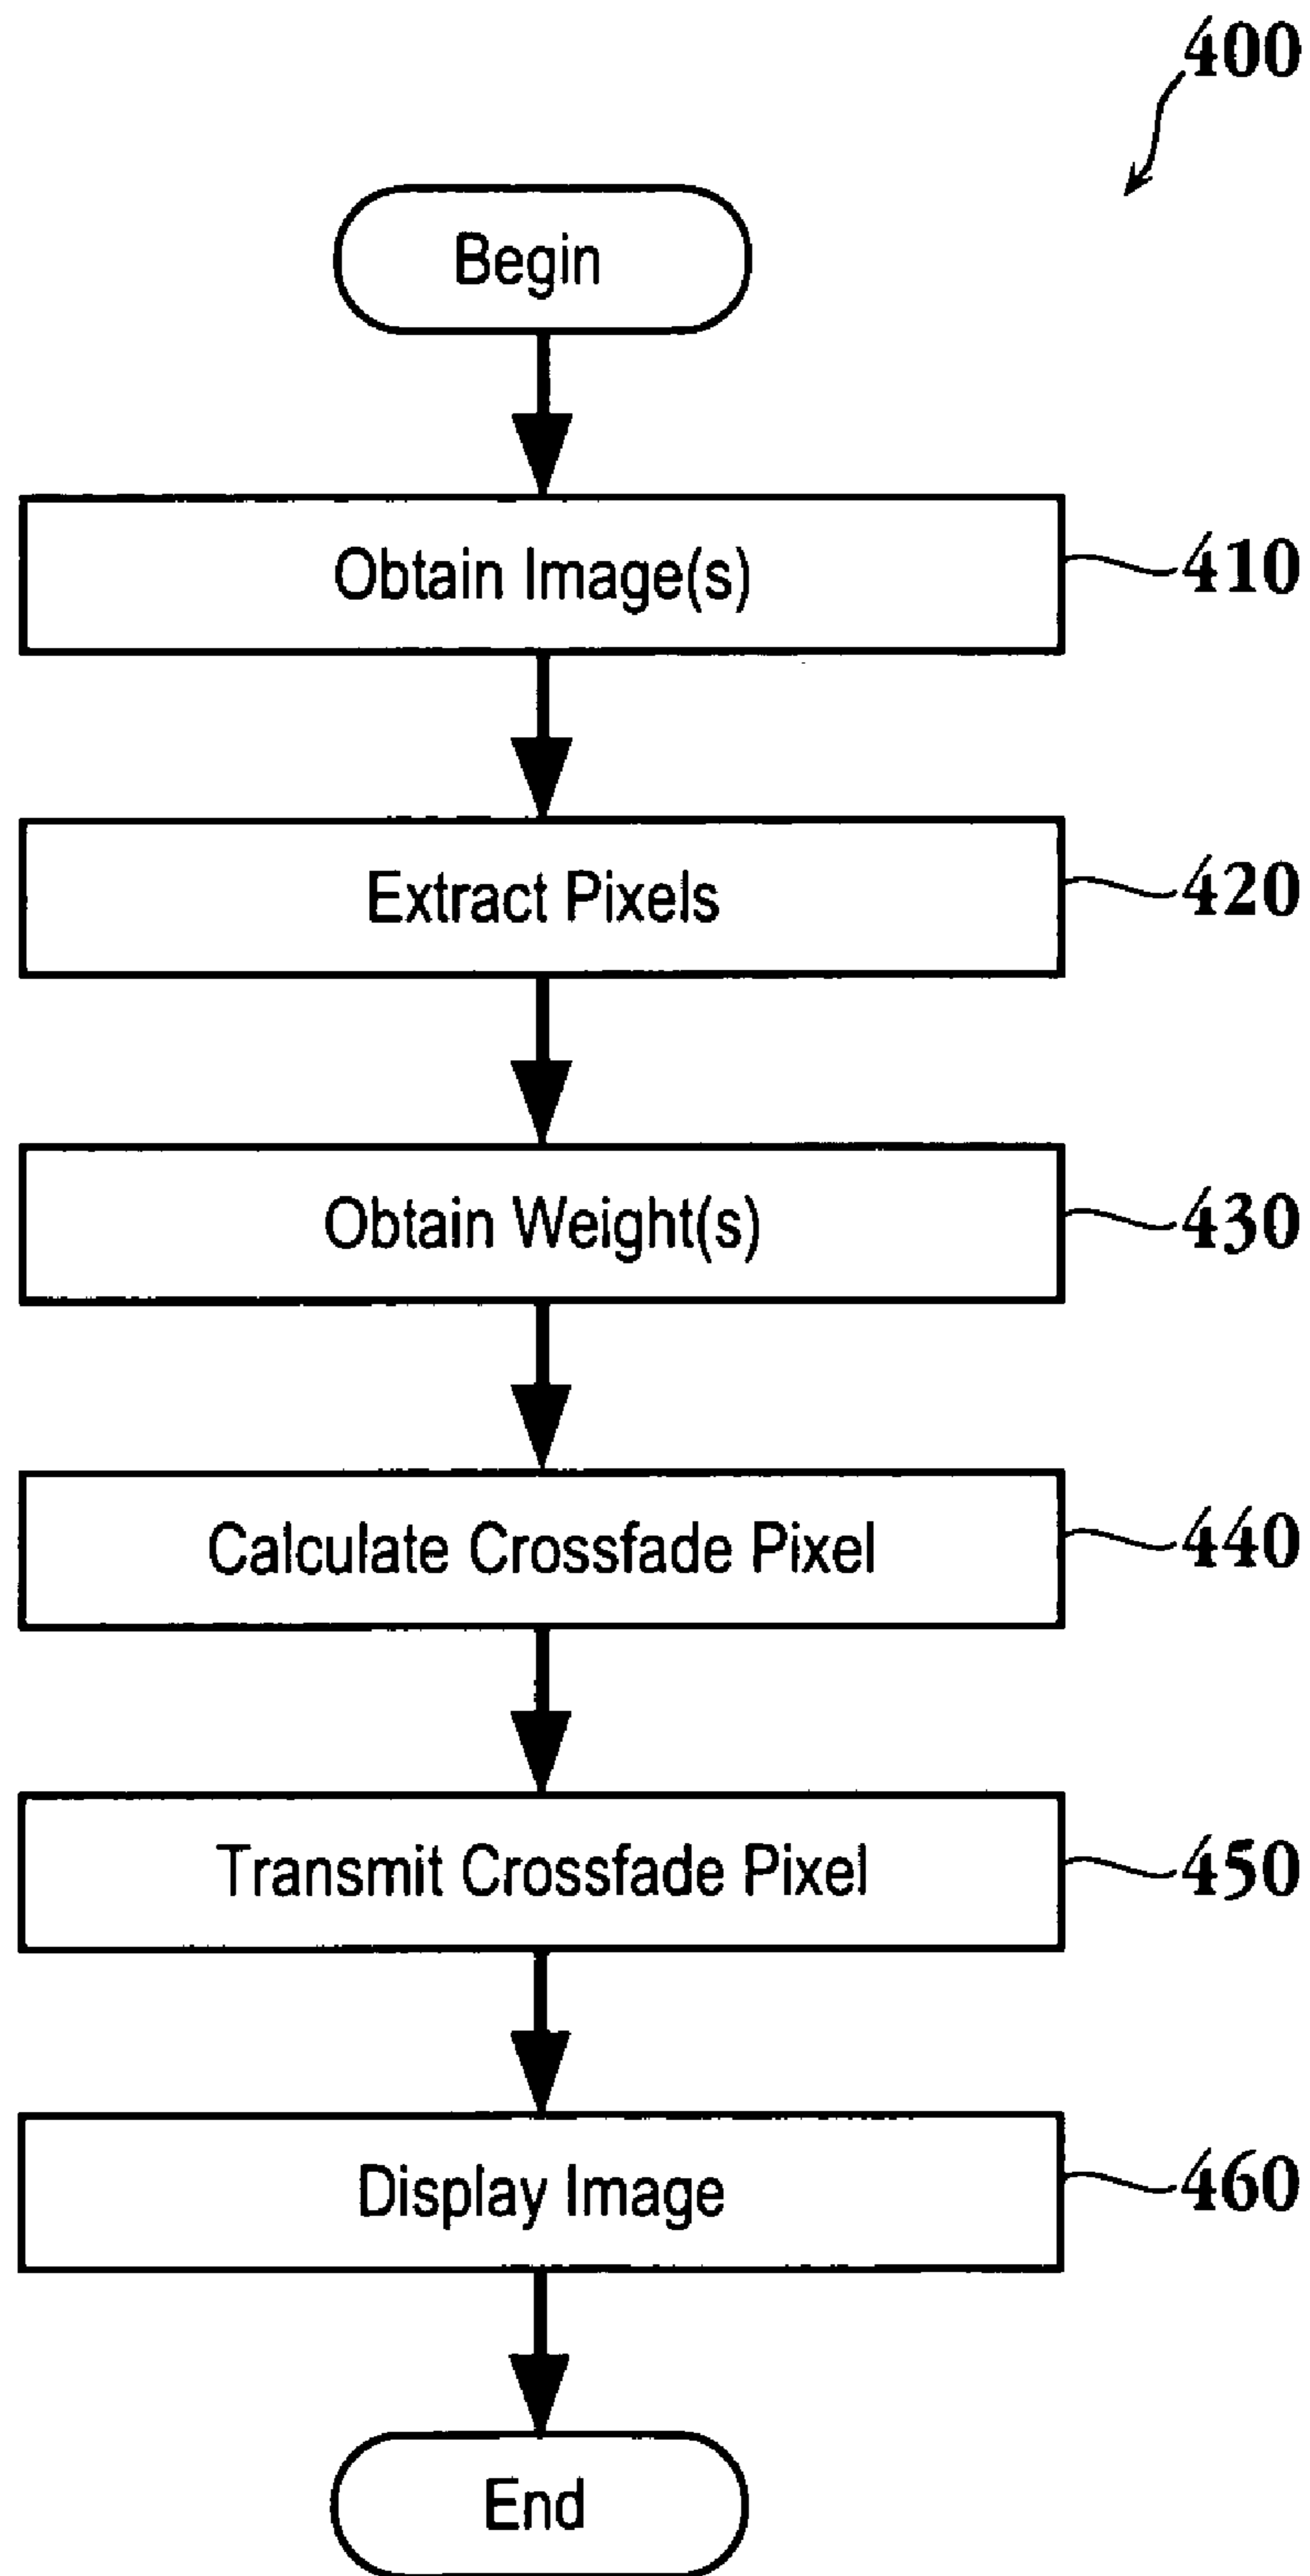 400
Begin
Obtain Image(s)
410
Extract Pixels
420
Obtain Weight(s)
430
Calculate Crossfade Pixel
440
Transmit Crossfade Pixel
450
Display Image
460
End